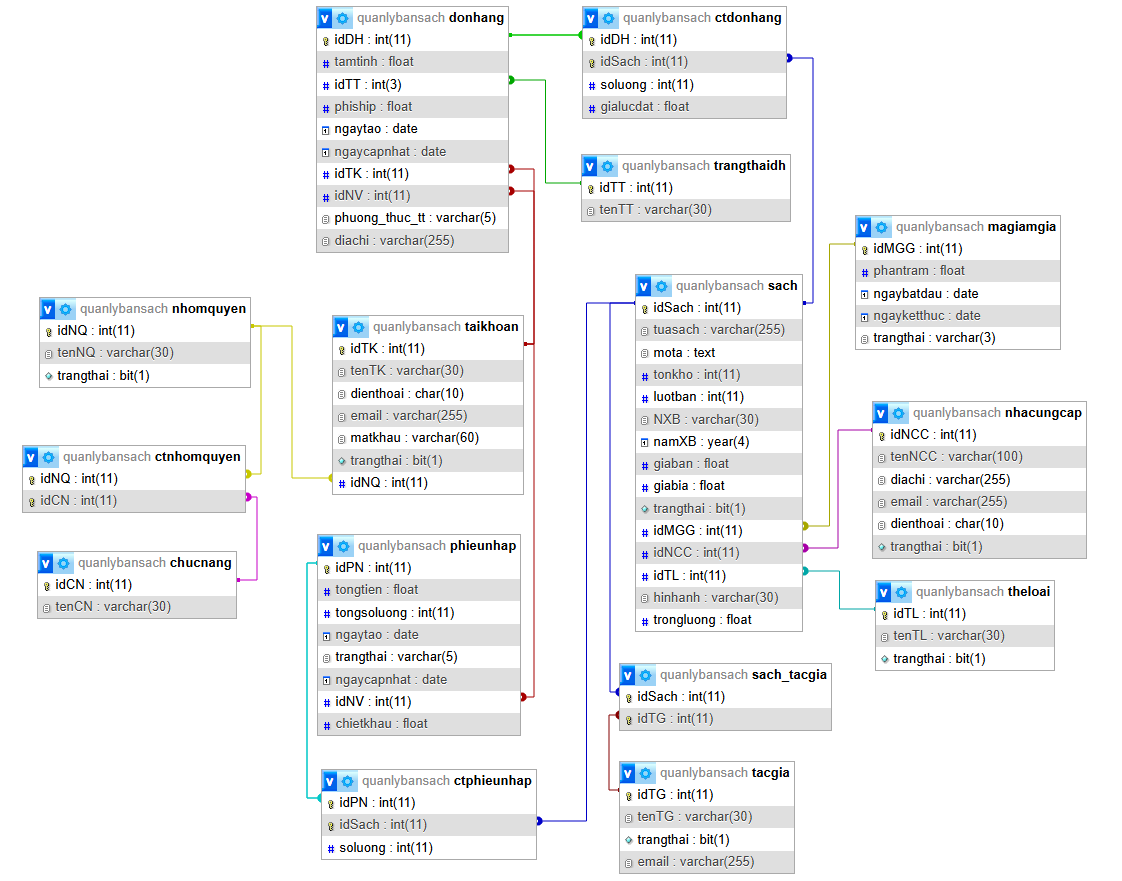 quanlybansach donhang
idDH : int(11)
tamtinh : float
idTT : int(3)
phiship : float
ngaytao : date
ngaycapnhat : date
idTK : int(11)
idNV : int(11)
phuong_thuc_tt : varchar(5)
diachi : varchar(255)
quanlybansach ctdonhang
idDH : int(11)
idSach : int(11)
soluong : int(11)
gialucdat : float
quanlybansach trangthaidh
idTT : int(11)
tenTT : varchar(30)
quanlybansach magiamgia
idMGG : int(11)
phantram : float
ngaybatdau : date
ngayketthuc : date
trangthai : varchar(3)
quanlybansach nhomquyen
idNQ : int(11)
tenNQ : varchar(30)
trangthai : bit(1)
quanlybansach taikhoan
idTK : int(11)
tenTK : varchar(30)
dienthoai : char(10)
email : varchar(255)
matkhau : varchar(60)
trangthai : bit(1)
idNQ : int(11)
quanlybansach sach
idSach : int(11)
tuasach : varchar(255)
mota : text
tonkho : int(11)
luotban : int(11)
NXB : varchar(30)
namXB : year(4)
giaban : float
giabia : float
trangthai : bit(1)
idMGG : int(11)
idNCC : int(11)
idTL : int(11)
hinhanh : varchar(30)
trongluong : float
quanlybansach nhacungcap
idNCC : int(11)
tenNCC : varchar(100)
diachi : varchar(255)
email : varchar(255)
dienthoai : char(10)
trangthai : bit(1)
quanlybansach ctnhomquyen
idNQ : int(11)
idCN : int(11)
quanlybansach chucnang
idCN : int(11)
tenCN : varchar(30)
quanlybansach phieunhap
idPN : int(11)
tongtien : float
tongsoluong : int(11)
ngaytao : date
trangthai : varchar(5)
ngaycapnhat : date
idNV : int(11)
chietkhau : float
quanlybansach theloai
idTL : int(11)
tenTL : varchar(30)
trangthai : bit(1)
quanlybansach sach_tacgia
idSach : int(11)
idTG : int(11)
quanlybansach ctphieunhap
idPN : int(11)
idSach : int(11)
soluong : int(11)
quanlybansach tacgia
idTG : int(11)
tenTG : varchar(30)
trangthai : bit(1)
email : varchar(255)